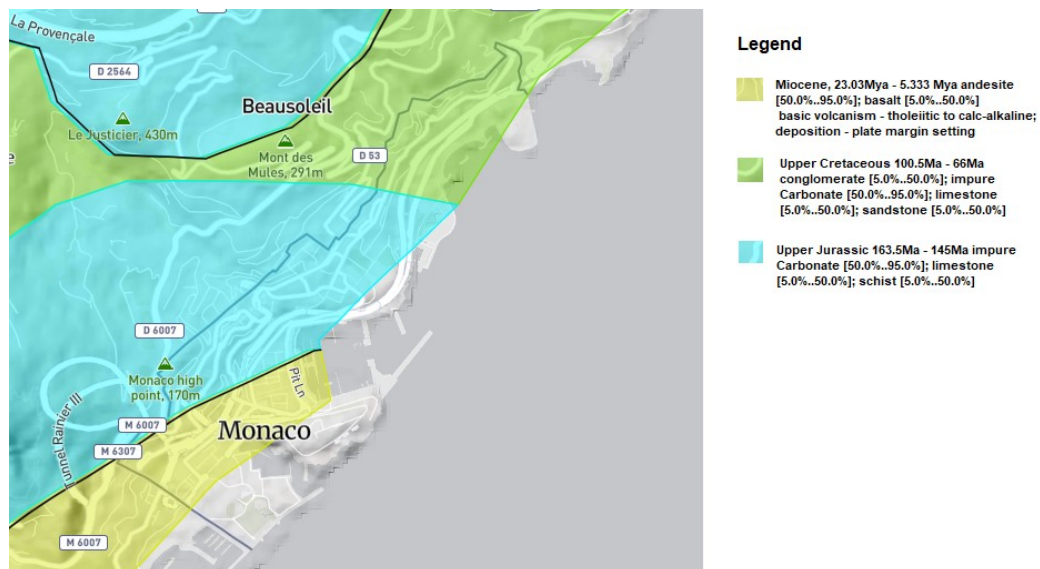 La Provençale
D 2564
Beausoleil
Le Justicier, 430m
Mont des
Mules, 291m
D 53
D 6007
Monaco high
point, 170m
Pit Ln
Tunnel Rainier III
M 6007
Monaco
M 6307
M 6007
Legend
Miocene, 23.03Mya - 5.333 Mya andesite
[50.0%..95.0%]; basalt [5.0%..50.0%]
basic volcanism - tholeiitic to calc-alkaline;
deposition - plate margin setting
Upper Cretaceous 100.5Ma - 66Ma
conglomerate [5.0%..50.0%]; impure
Carbonate [50.0%..95.0%]; limestone
[5.0%..50.0%]; sandstone [5.0%..50.0%]
Upper Jurassic 163.5Ma - 145Ma impure
Carbonate [50.0%..95.0%]; limestone
[5.0%..50.0%]; schist [5.0%..50.0%]